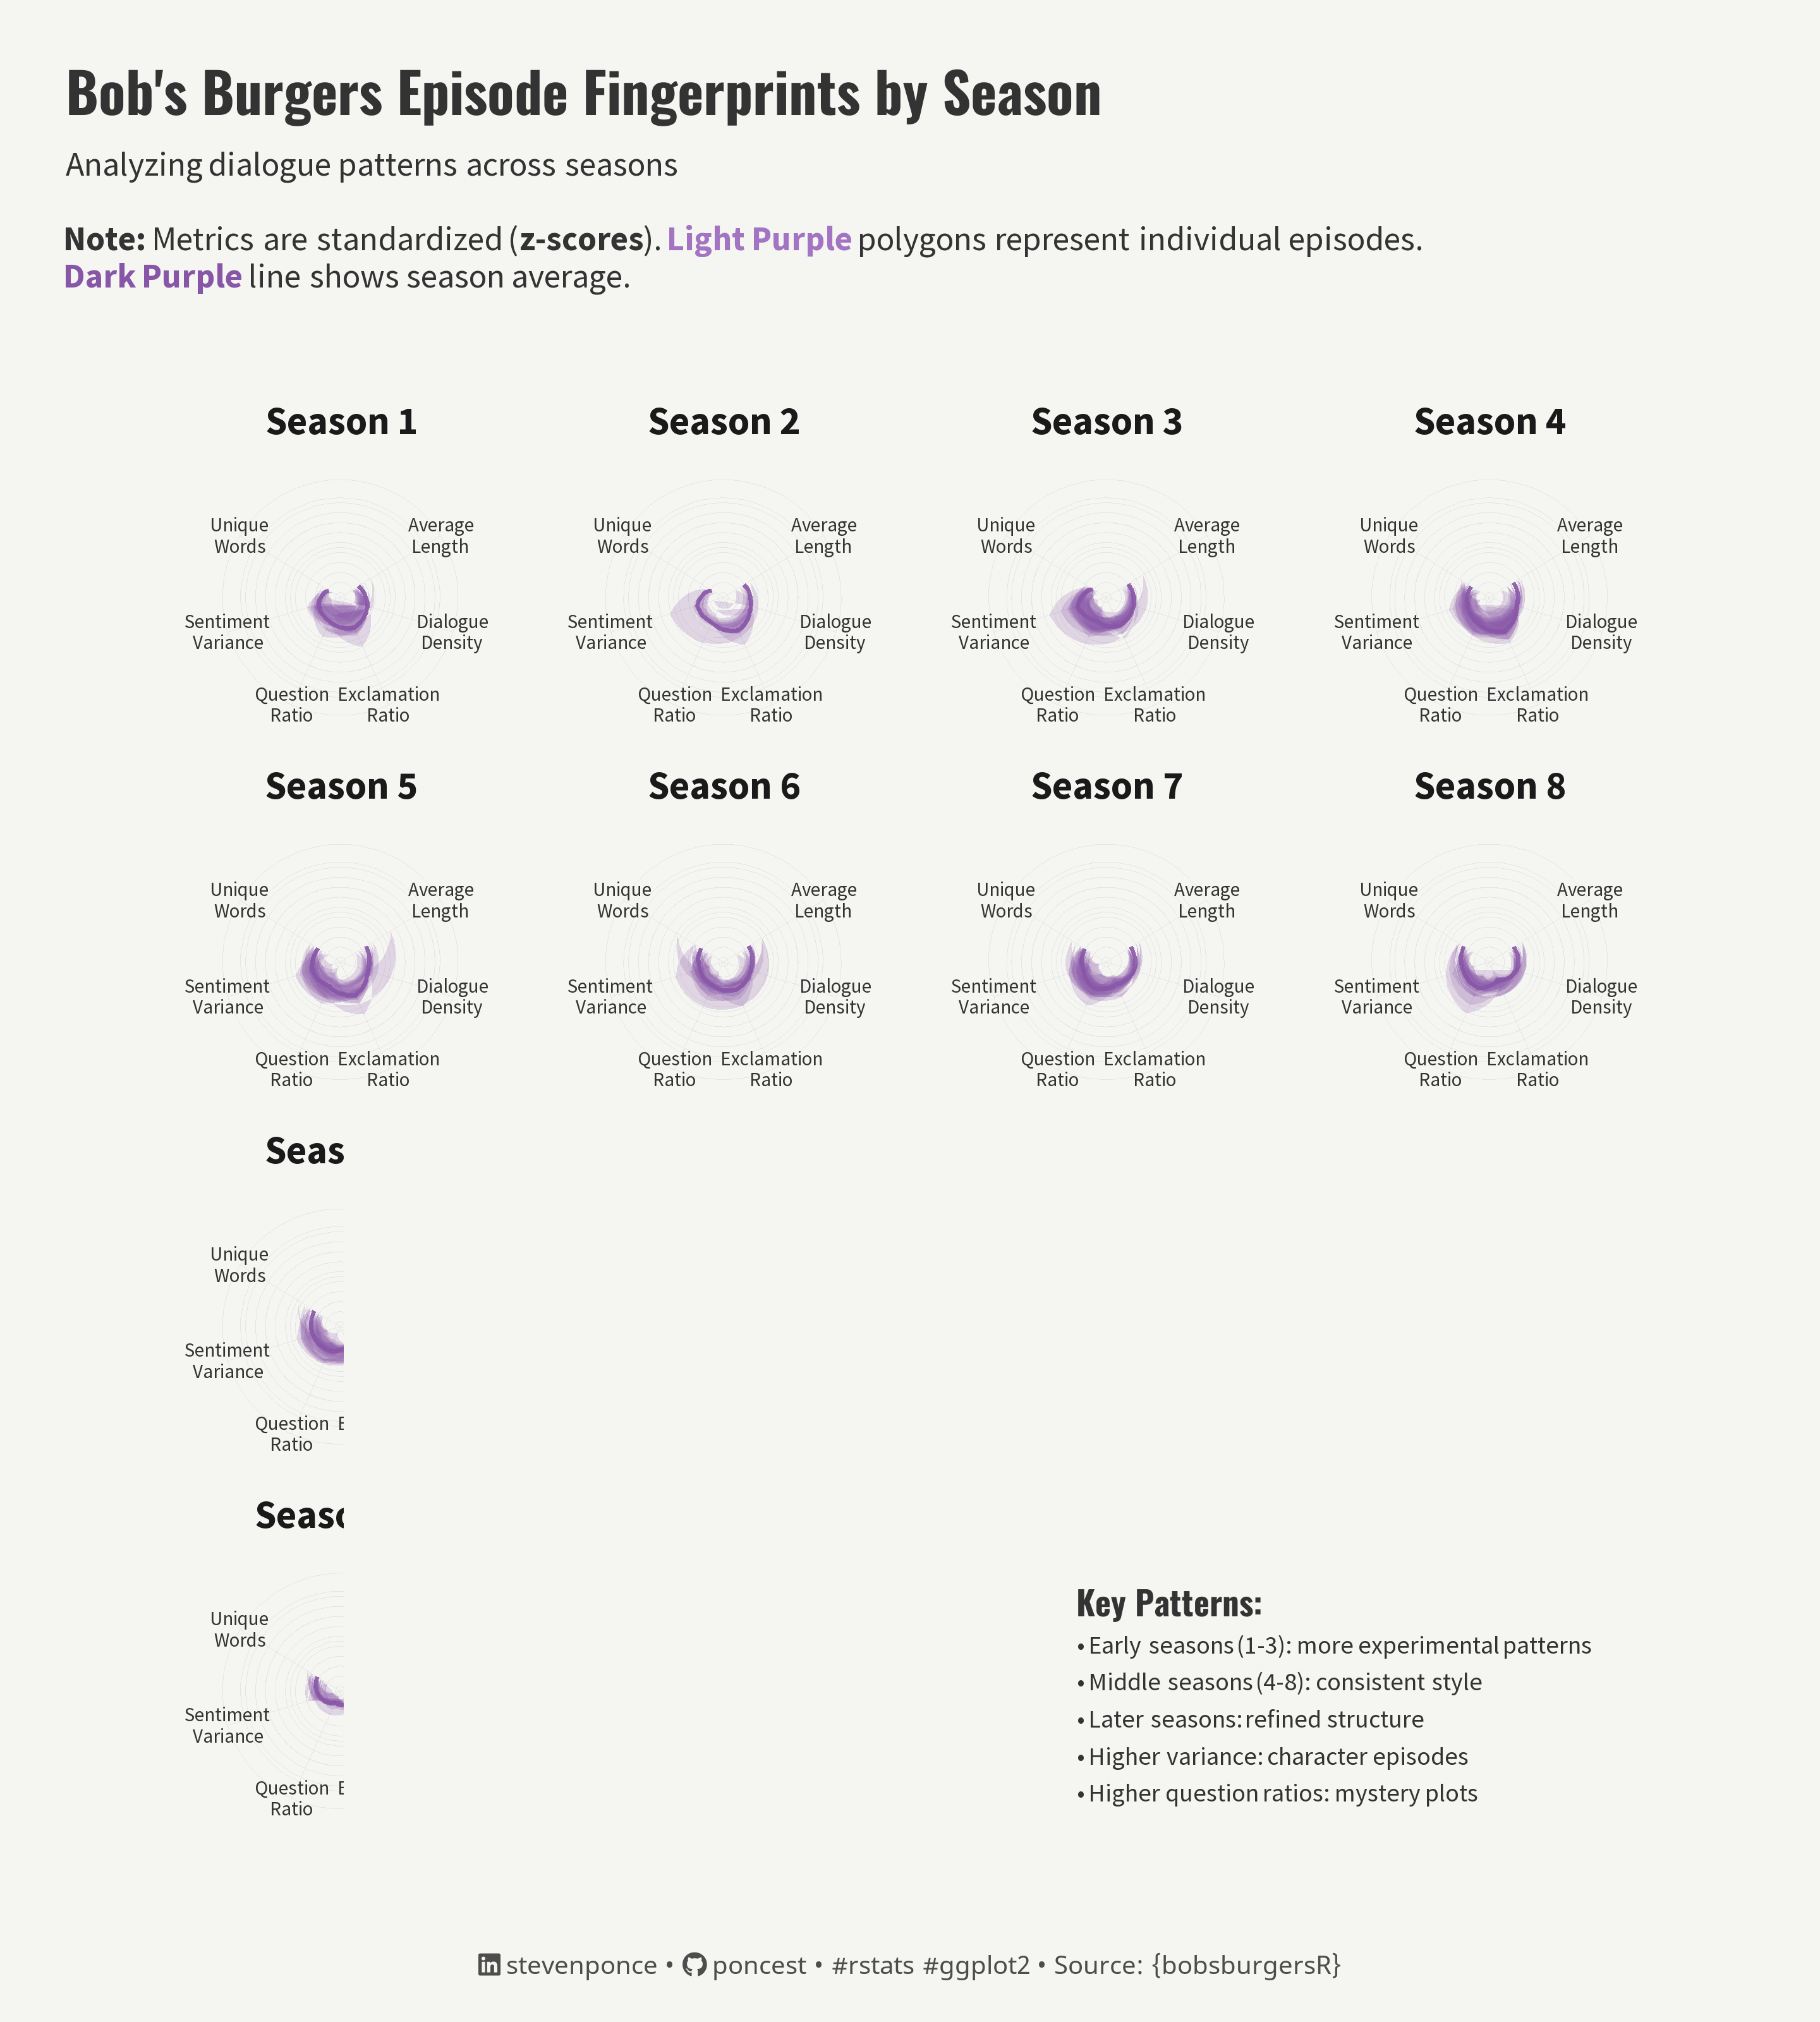 Bob's Burgers Episode Fingerprints by Season
Analyzing dialogue patterns across seasons
Note: Metrics are standardized (z-scores). Light Purple polygons represent individual episodes.
Dark Purple line shows season average.
Season 1
Unique
Words
Average
Length
Sentiment
Variance
Dialogue
Density
Question
Ratio
Exclamation
Ratio
Season 2
Unique
Words
Average
Length
Sentiment
Variance
Dialogue
Density
Question
Ratio
Exclamation
Ratio
Season 3
Unique
Words
Average
Length
Sentiment
Variance
Dialogue
Density
Question
Ratio
Exclamation
Ratio
Season 4
Unique
Words
Average
Length
Sentiment
Variance
Dialogue
Density
Question
Ratio
Exclamation
Ratio
Season 5
Unique
Words
Average
Length
Sentiment
Variance
Dialogue
Density
Question
Ratio
Exclamation
Ratio
Season 6
Unique
Words
Average
Length
Sentiment
Variance
Dialogue
Density
Question
Ratio
Exclamation
Ratio
Season 7
Unique
Words
Average
Length
Sentiment
Variance
Dialogue
Density
Question
Ratio
Exclamation
Ratio
Season 8
Unique
Words
Average
Length
Sentiment
Variance
Dialogue
Density
Question
Ratio
Exclamation
Ratio
Seas
Unique
Words
Sentiment
Variance
Question E
Ratio
Seas
Unique
Words
Sentiment
Variance
Question E
Ratio
Key Patterns:
• Early seasons (1-3): more experimental patterns
• Middle seasons (4-8): consistent style
• Later seasons: refined structure
• Higher variance: character episodes
• Higher question ratios: mystery plots
stevenponce • poncest • #rstats #ggplot2 • Source: {bobsburgersR}